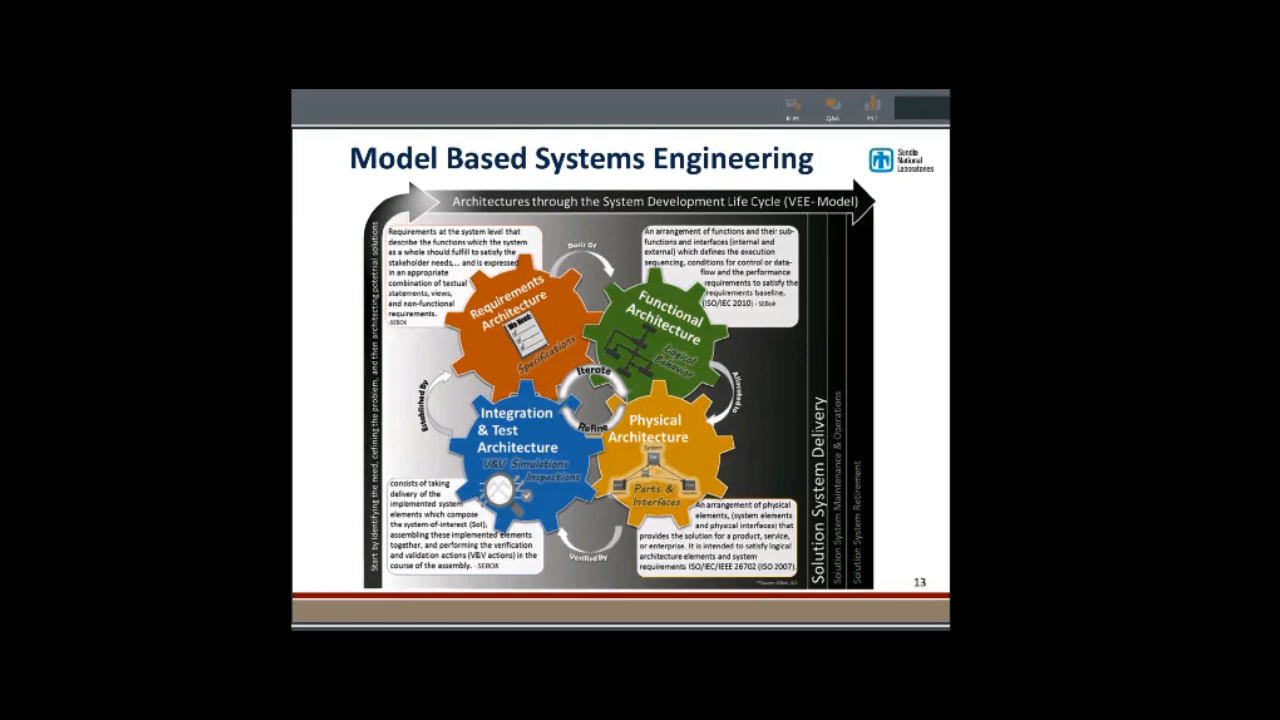 Q&A
Model Based Systems Engineering
Sandia
National
Laboratories
Architectures through the System Development Life Cycle (VEE- Model)
Start by identifying the need, defining the problem, and then architecting potetrial solutions
Requirements at the system level that
describe the functions which the system
as a whole should fulfill to satisfy the
stakeholder needs,... and is expressed
in an appropriate
combination of textual
statements, views,
and non-functional
requirements.
-SEBOK
Basis Of
An arrangement of functions and their sub-
functions and interfaces (internal and
external) which defines the execution
sequencing, conditions for control or data-
flow and the performance
requirements to satisfy the
requirements baseline.
(ISO/IEC 2010) - SEBoK
Requirements
Architecture
We Need:
Specifications
Functional
Architecture
Logical
Behavior
Iterate
Refine
Established By
Allocated to
Integration
& Test
Architecture
V&V Simulations
Inspections
Physical
Architecture
System
Parts &
Interfaces
consists of taking
delivery of the
implemented system
elements which compose
the system-of-interest (SoI),
assembling these implemented elements
together, and performing the verification
and validation actions (V&V actions) in the
course of the assembly. - SEBOK
Verified By
An arrangement of physical
elements, (system elements
and physical interfaces) that
provides the solution for a product, service,
or enterprise. It is intended to satisfy logical
architecture elements and system
requirements ISO/IEC/IEEE 26702 (ISO 2007).
Solution System Delivery
Solution System Maintenance & Operations
Solution System Retirement
13